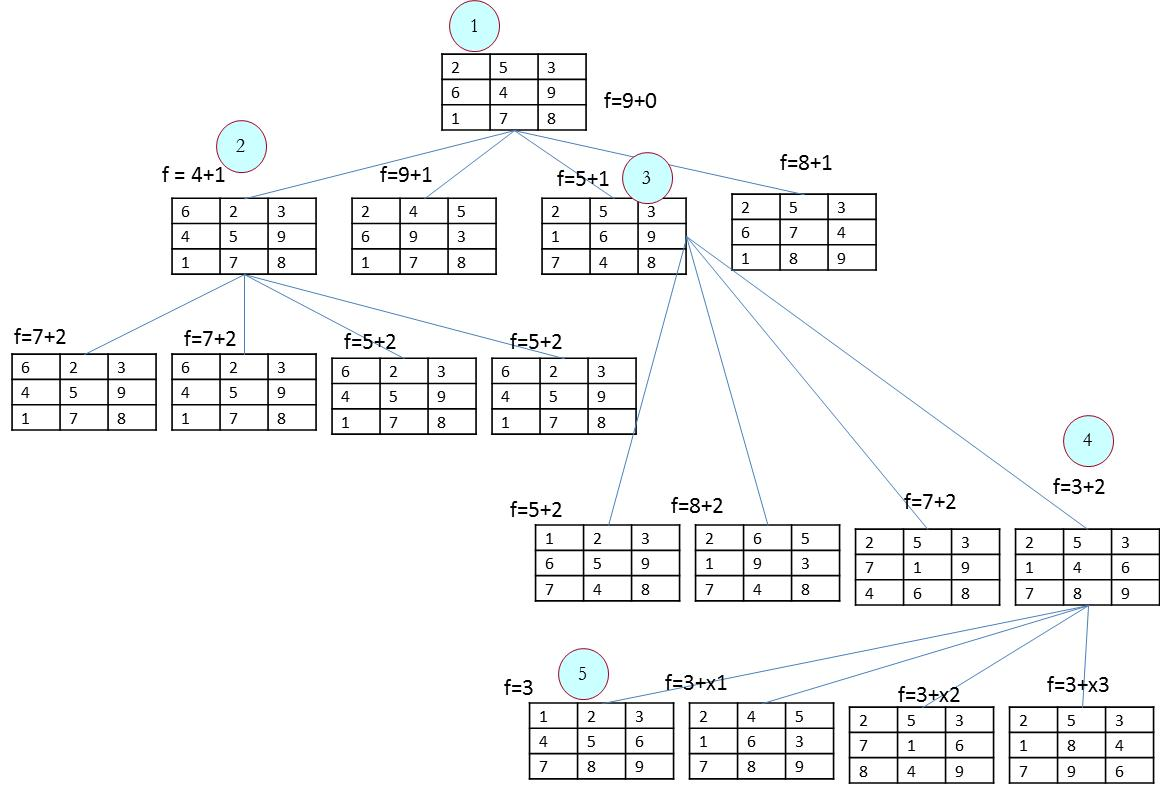 1
2 5 3
6 4 9
1 7 8
f=9+0
2
f = 4+1
6 2 3
4 5 9
1 7 8
f=9+1
2 4 5
6 9 3
1 7 8
f=5+1
3
2 5 3
1 6 9
7 4 8
f=8+1
2 5 3
6 7 4
1 8 9
f=7+2
6 2 3
4 5 9
1 7 8
f=7+2
6 2 3
4 5 9
1 7 8
f=5+2
6 2 3
4 5 9
1 7 8
f=5+2
6 2 3
4 5 9
1 7 8
f=5+2
1 2 3
6 5 9
7 4 8
f=8+2
2 6 5
1 9 3
7 4 8
f=7+2
2 5 3
7 1 9
4 6 8
4
f=3+2
2 5 3
1 4 6
7 8 9
f=3
5
1 2 3
4 5 6
7 8 9
f=3+x1
2 4 5
1 6 3
7 8 9
f=3+x2
2 5 3
7 1 6
8 4 9
f=3+x3
2 5 3
1 8 4
7 9 6